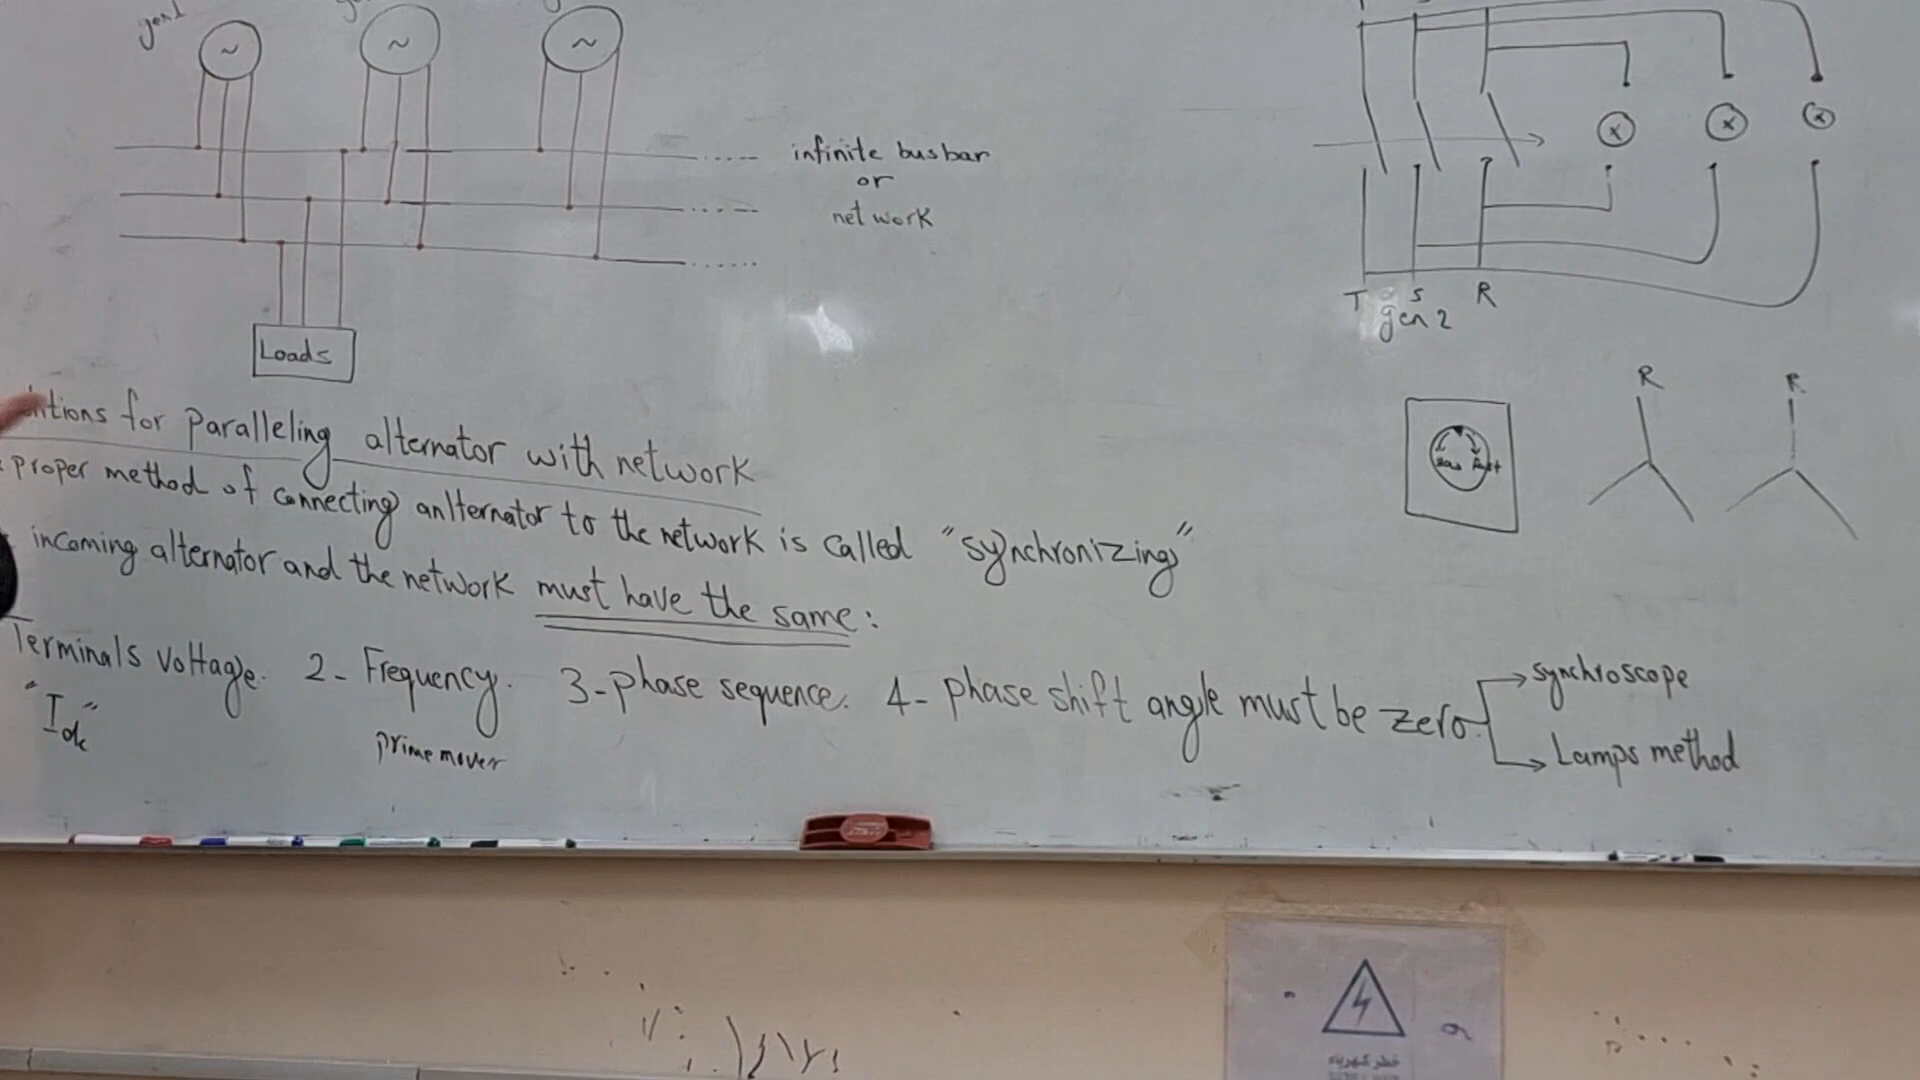 gen1
infinite busbar
or
network
Loads
T S R
gen 2
R R
for paralleling alternator with network
proper method of connecting anlternator to the network is called "synchronizing"
incoming alternator and the network must have the same:
Terminals voltage. 2- Frequency. 3- phase sequence. 4- phase shift angle must be zero.
"Idc"
prime mover
synchroscope
Lamps method